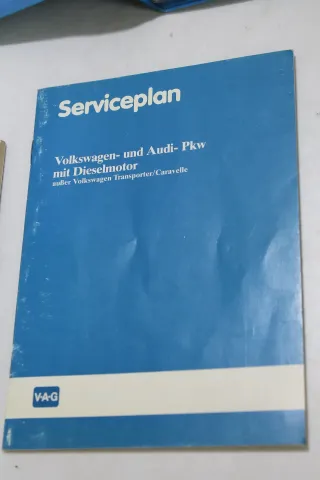 Serviceplan
Volkswagen- und Audi- Pkw
mit Dieselmotor
außer Volkswagen Transporter/Caravelle
V·A·G